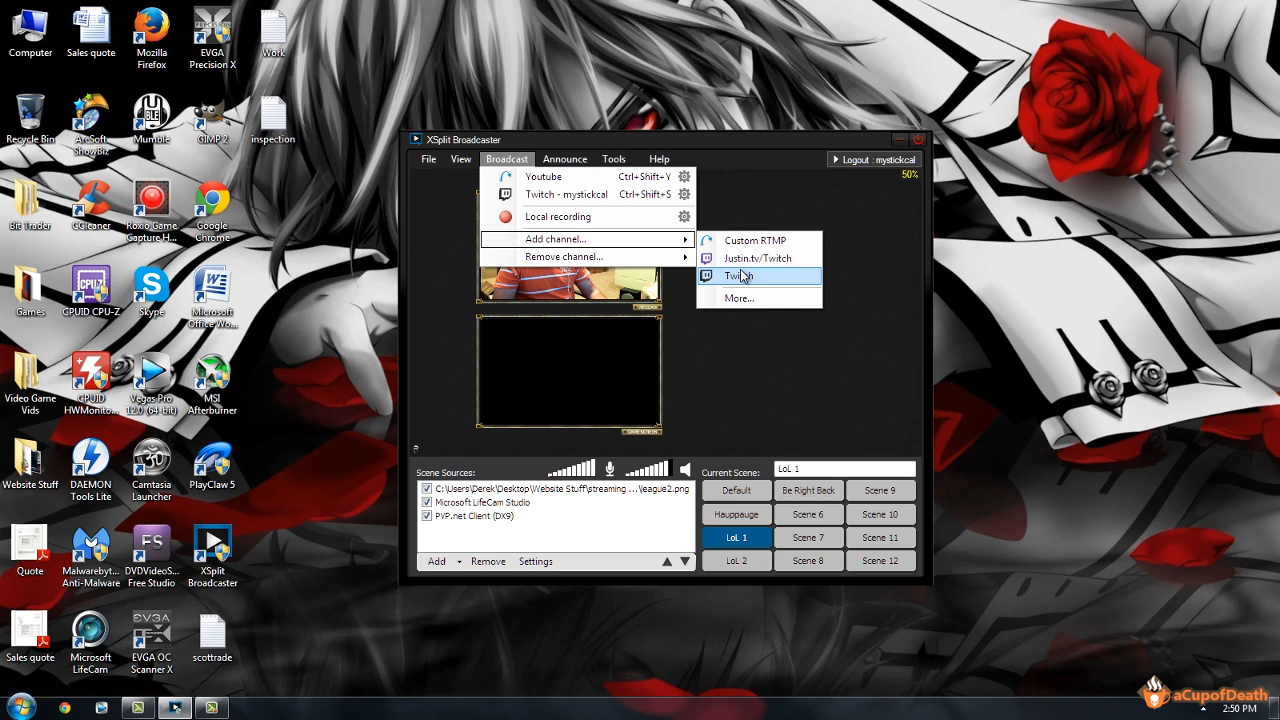 Computer
Sales quote
Mozilla
Firefox
EVGA
Precision X
Work
Recycle Bin
ArcSoft
ShowBiz
Mumble
GIMP 2
inspection
Bit Trader
CCleaner
Roxio Game
Capture H...
Google
Chrome
Games
CPUID CPU-Z
Skype
Microsoft
Office Wo...
Video Game
Vids
CPUID
HWMonito...
Vegas Pro
12.0 (64-bit)
MSI
Afterburner
Website Stuff
DAEMON
Tools Lite
Camtasia
Launcher
PlayClaw 5
Quote
Malwarebyt...
Anti-Malware
DVDVideoS...
Free Studio
XSplit
Broadcaster
Sales quote
Microsoft
LifeCam
EVGA OC
Scanner X
scottrade
XSplit Broadcaster
File View Broadcast Announce Tools Help Logout : mystickcal
50%
Youtube Ctrl+Shift+Y
Twitch - mystickcal Ctrl+Shift+S
Local recording
Add channel...
Remove channel...
Custom RTMP
Justin.tv/Twitch
Twitch
More...
Scene Sources:
C:\Users\Derek\Desktop\Website Stuff\streaming ...\league2.png
Microsoft LifeCam Studio
PVP.net Client (DX9)
Add Remove Settings
Current Scene: LoL 1
Default Be Right Back Scene 9
Hauppauge Scene 6 Scene 10
LoL 1 Scene 7 Scene 11
LoL 2 Scene 8 Scene 12
aCupofDeath
2:50 PM